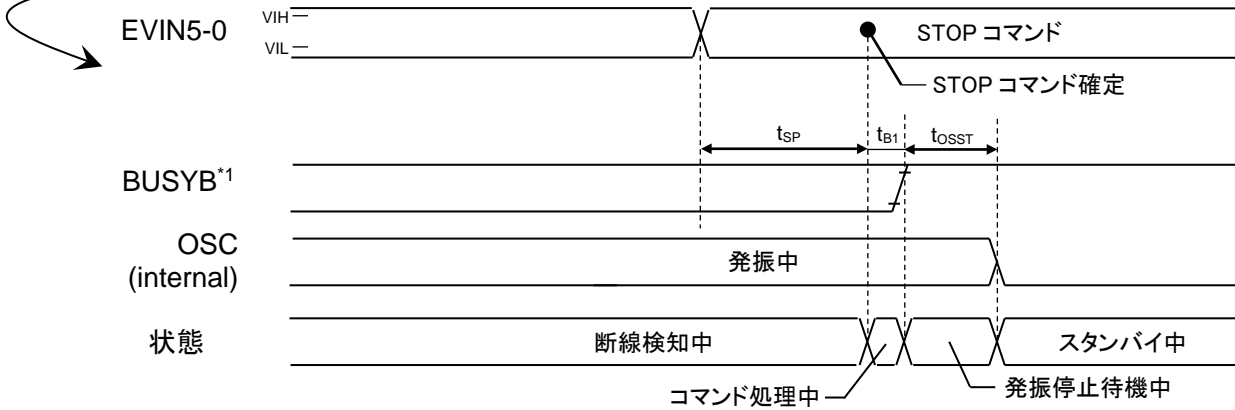 EVIN5-0
VIH
VIL
STOP コマンド
STOP コマンド確定
tSP
tB1
tOSST
BUSYB*1
OSC
(internal)
発振中
状態
断線検知中
スタンバイ中
コマンド処理中
発振停止待機中